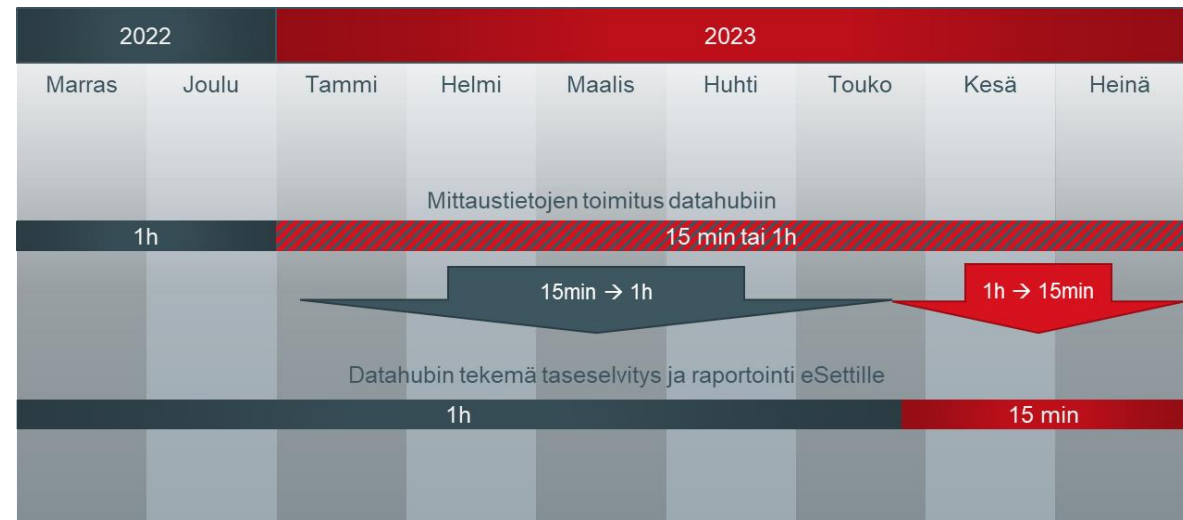 2022 2023
Marras Joulu Tammi Helmi Maalis Huhti Touko Kesä Heinä
Mittaustietojen toimitus datahubiin
1h 15 min tai 1h
15min → 1h 1h → 15min
Datahubin tekemä taseselvitys ja raportointi eSettille
1h 15 min